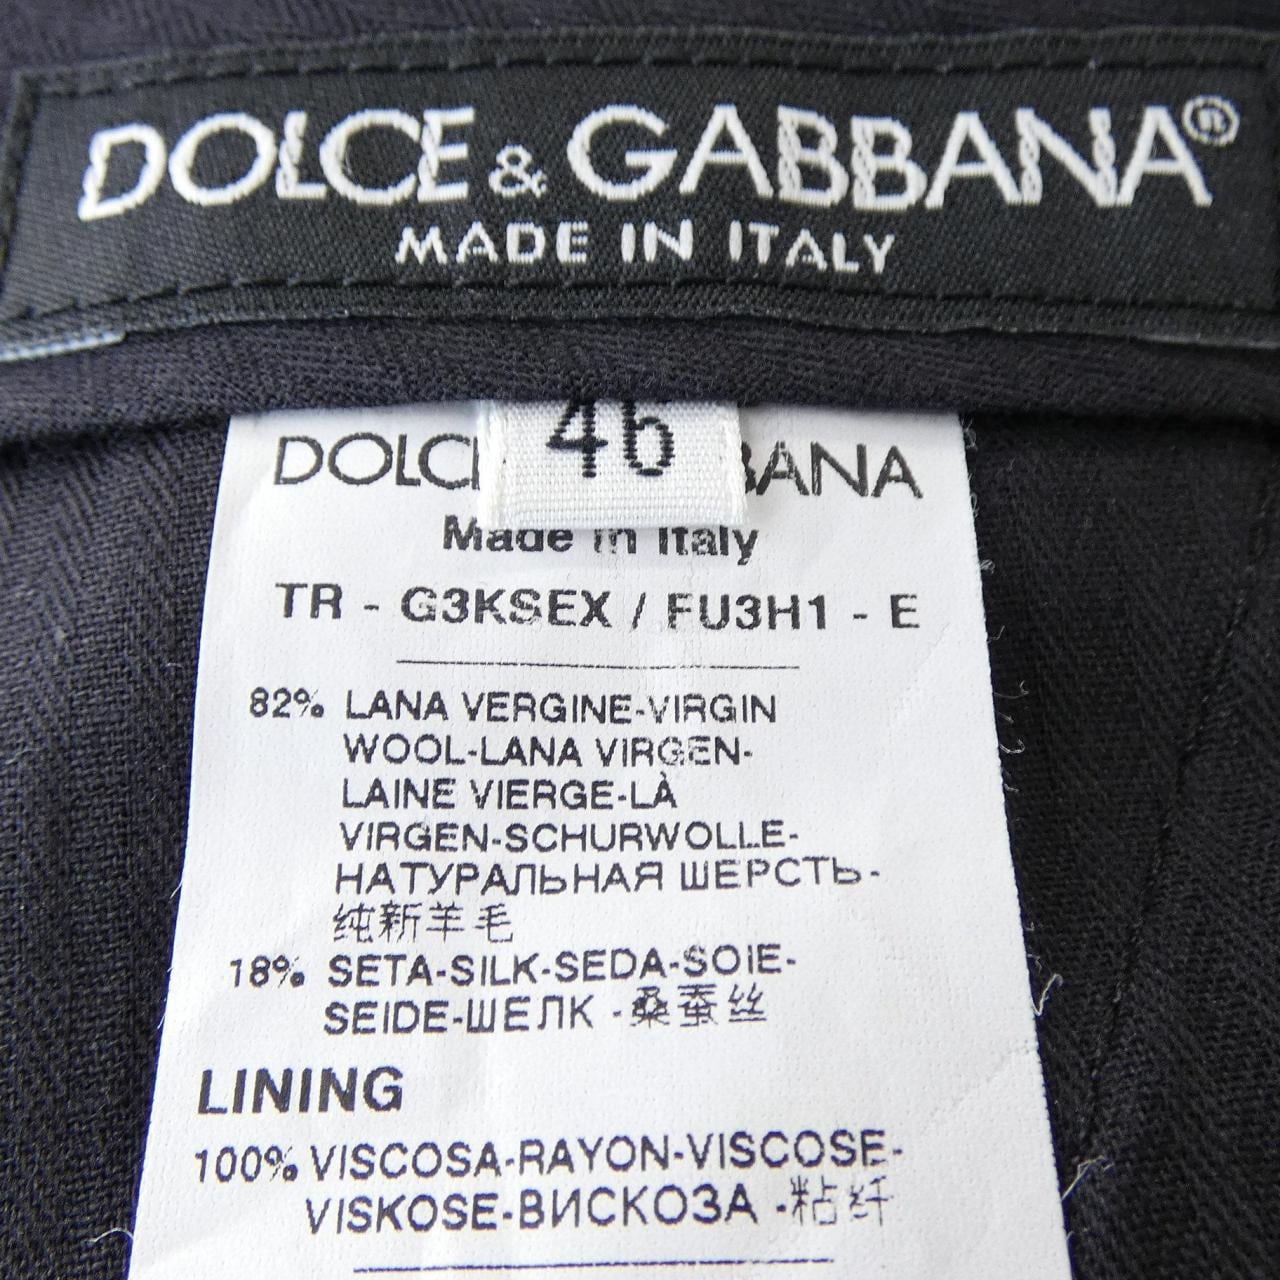 DOLCE & GABBANA®
MADE IN ITALY
46
Made in Italy
TR - G3KSEX / FU3H1 - E
82% LANA VERGINE-VIRGIN
WOOL-LANA VIRGEN-
LAINE VIERGE-LÀ
VIRGEN-SCHURWOLLE-
НАТУРАЛЬНАЯ ШЕРСТЬ-
纯新羊毛
18% SETA-SILK-SEDA-SOIE-
SEIDE-ШЕЛК -桑蚕丝
LINING
100% VISCOSA-RAYON-VISCOSE-
VISKOSE-ВИСКОЗА -粘纤